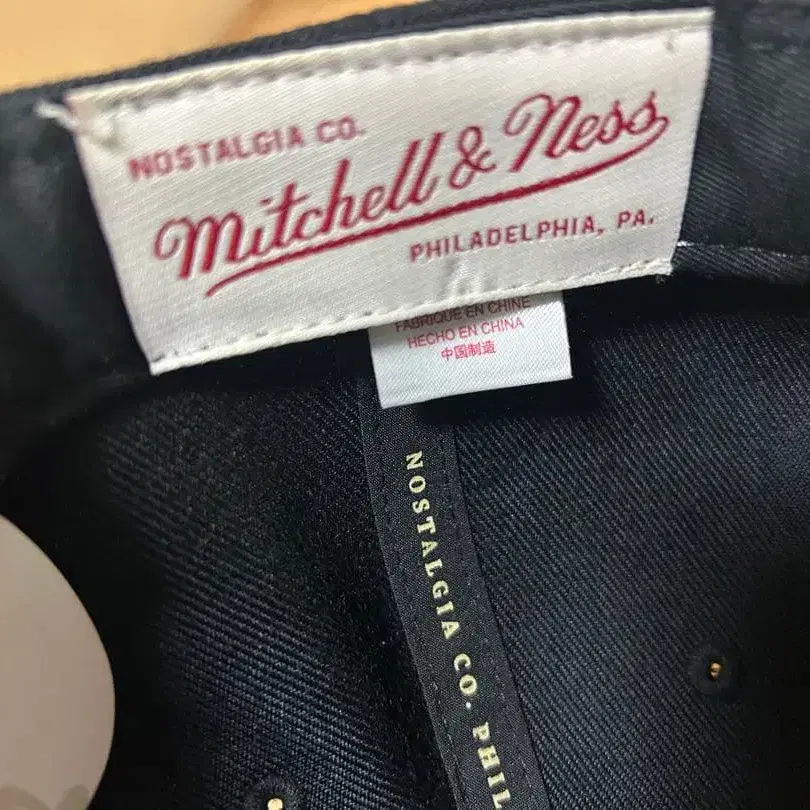 NOSTALGIA CO.
Mitchell & Ness
PHILADELPHIA, PA.
FABRIQUE EN CHINE
HECHO EN CHINA
中国制造
NOSTALGIA CO. PHIL